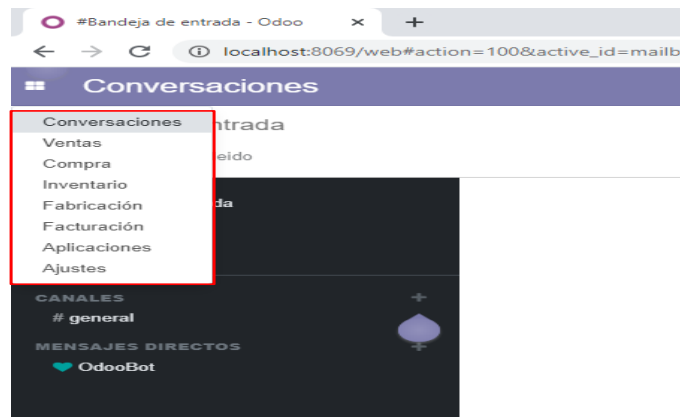 #Bandeja de entrada - Odoo
localhost:8069/web#action=100&active_id=mailb
Conversaciones
Conversaciones
ntrada
Ventas
eido
Compra
Inventario
Fabricación
da
Facturación
Aplicaciones
Ajustes
CANALES
# general
MENSAJES DIRECTOS
OdooBot